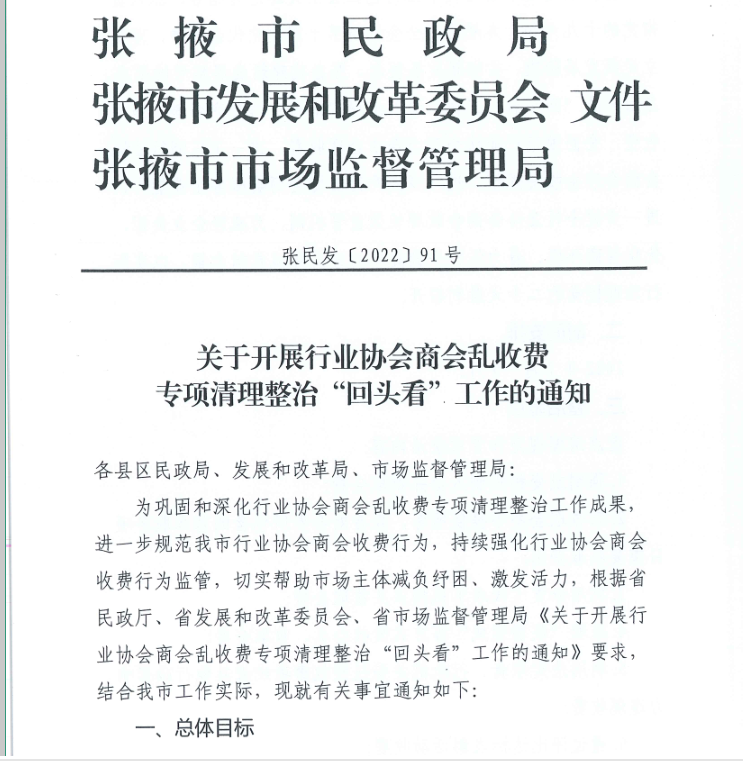 张掖市民政局
张掖市发展和改革委员会 文件
张掖市市场监督管理局
张民发〔2022〕91号
关于开展行业协会商会乱收费
专项清理整治“回头看”工作的通知
各县区民政局、发展和改革局、市场监督管理局：
为巩固和深化行业协会商会乱收费专项清理整治工作成果，
进一步规范我市行业协会商会收费行为，持续强化行业协会商会
收费行为监管，切实帮助市场主体减负纾困、激发活力，根据省
民政厅、省发展和改革委员会、省市场监督管理局《关于开展行
业协会商会乱收费专项清理整治“回头看”工作的通知》要求，
结合我市工作实际，现就有关事宜通知如下：
一、总体目标